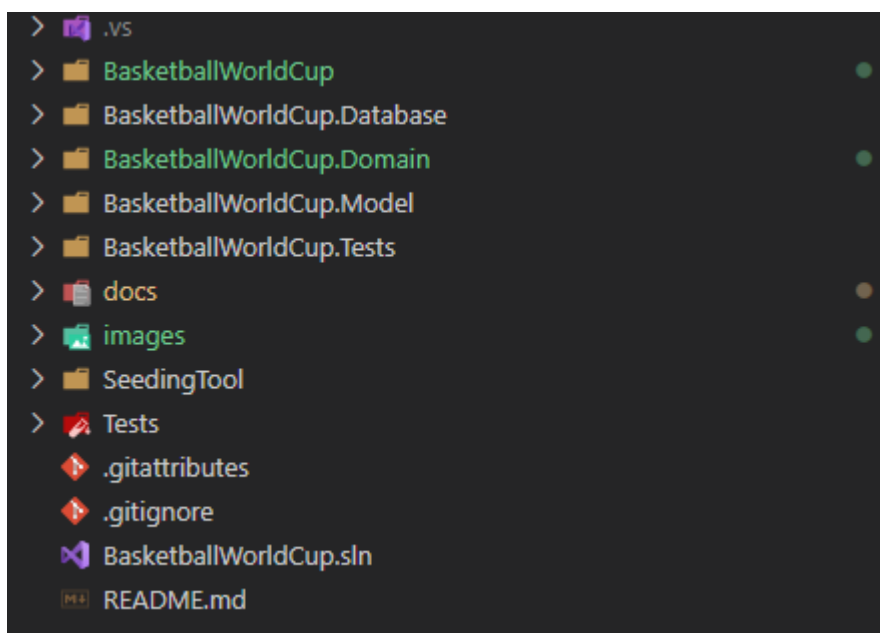 .vs
BasketballWorldCup
BasketballWorldCup.Database
BasketballWorldCup.Domain
BasketballWorldCup.Model
BasketballWorldCup.Tests
docs
images
SeedingTool
Tests
.gitattributes
.gitignore
BasketballWorldCup.sln
README.md